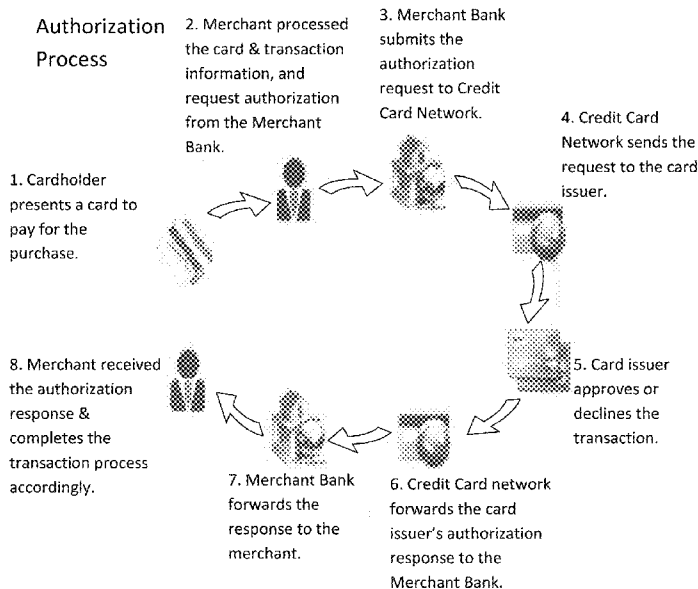 Authorization
Process
2. Merchant processed
the card & transaction
information, and
request authorization
from the Merchant
Bank.
3. Merchant Bank
submits the
authorization
request to Credit
Card Network.
4. Credit Card
Network sends the
request to the card
issuer.
1. Cardholder
presents a card to
pay for the
purchase.
8. Merchant received
the authorization
response &
completes the
transaction process
accordingly.
5. Card issuer
approves or
declines the
transaction.
7. Merchant Bank
forwards the
response to the
merchant.
6. Credit Card network
forwards the card
issuer's authorization
response to the
Merchant Bank.